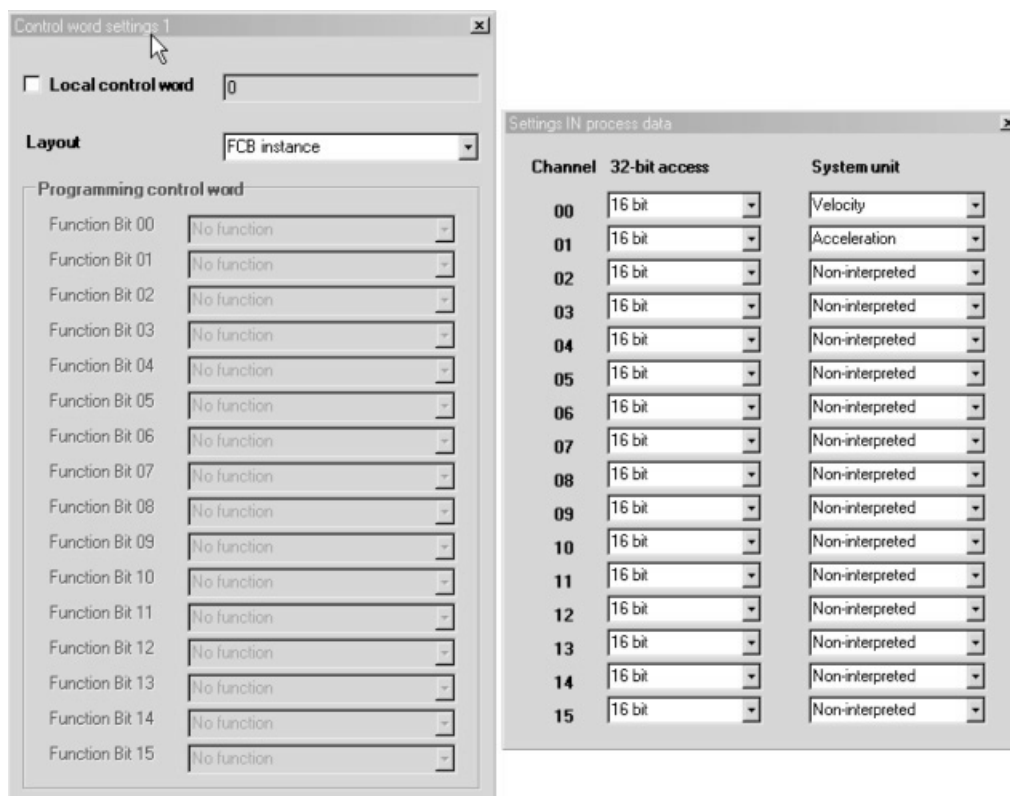 Control word settings 1
Local control word 0
Layout FCB instance
Programming control word
Function Bit 00 No function
Function Bit 01 No function
Function Bit 02 No function
Function Bit 03 No function
Function Bit 04 No function
Function Bit 05 No function
Function Bit 06 No function
Function Bit 07 No function
Function Bit 08 No function
Function Bit 09 No function
Function Bit 10 No function
Function Bit 11 No function
Function Bit 12 No function
Function Bit 13 No function
Function Bit 14 No function
Function Bit 15 No function
Settings IN process data
Channel 32-bit access System unit
00 16 bit Velocity
01 16 bit Acceleration
02 16 bit Non-interpreted
03 16 bit Non-interpreted
04 16 bit Non-interpreted
05 16 bit Non-interpreted
06 16 bit Non-interpreted
07 16 bit Non-interpreted
08 16 bit Non-interpreted
09 16 bit Non-interpreted
10 16 bit Non-interpreted
11 16 bit Non-interpreted
12 16 bit Non-interpreted
13 16 bit Non-interpreted
14 16 bit Non-interpreted
15 16 bit Non-interpreted